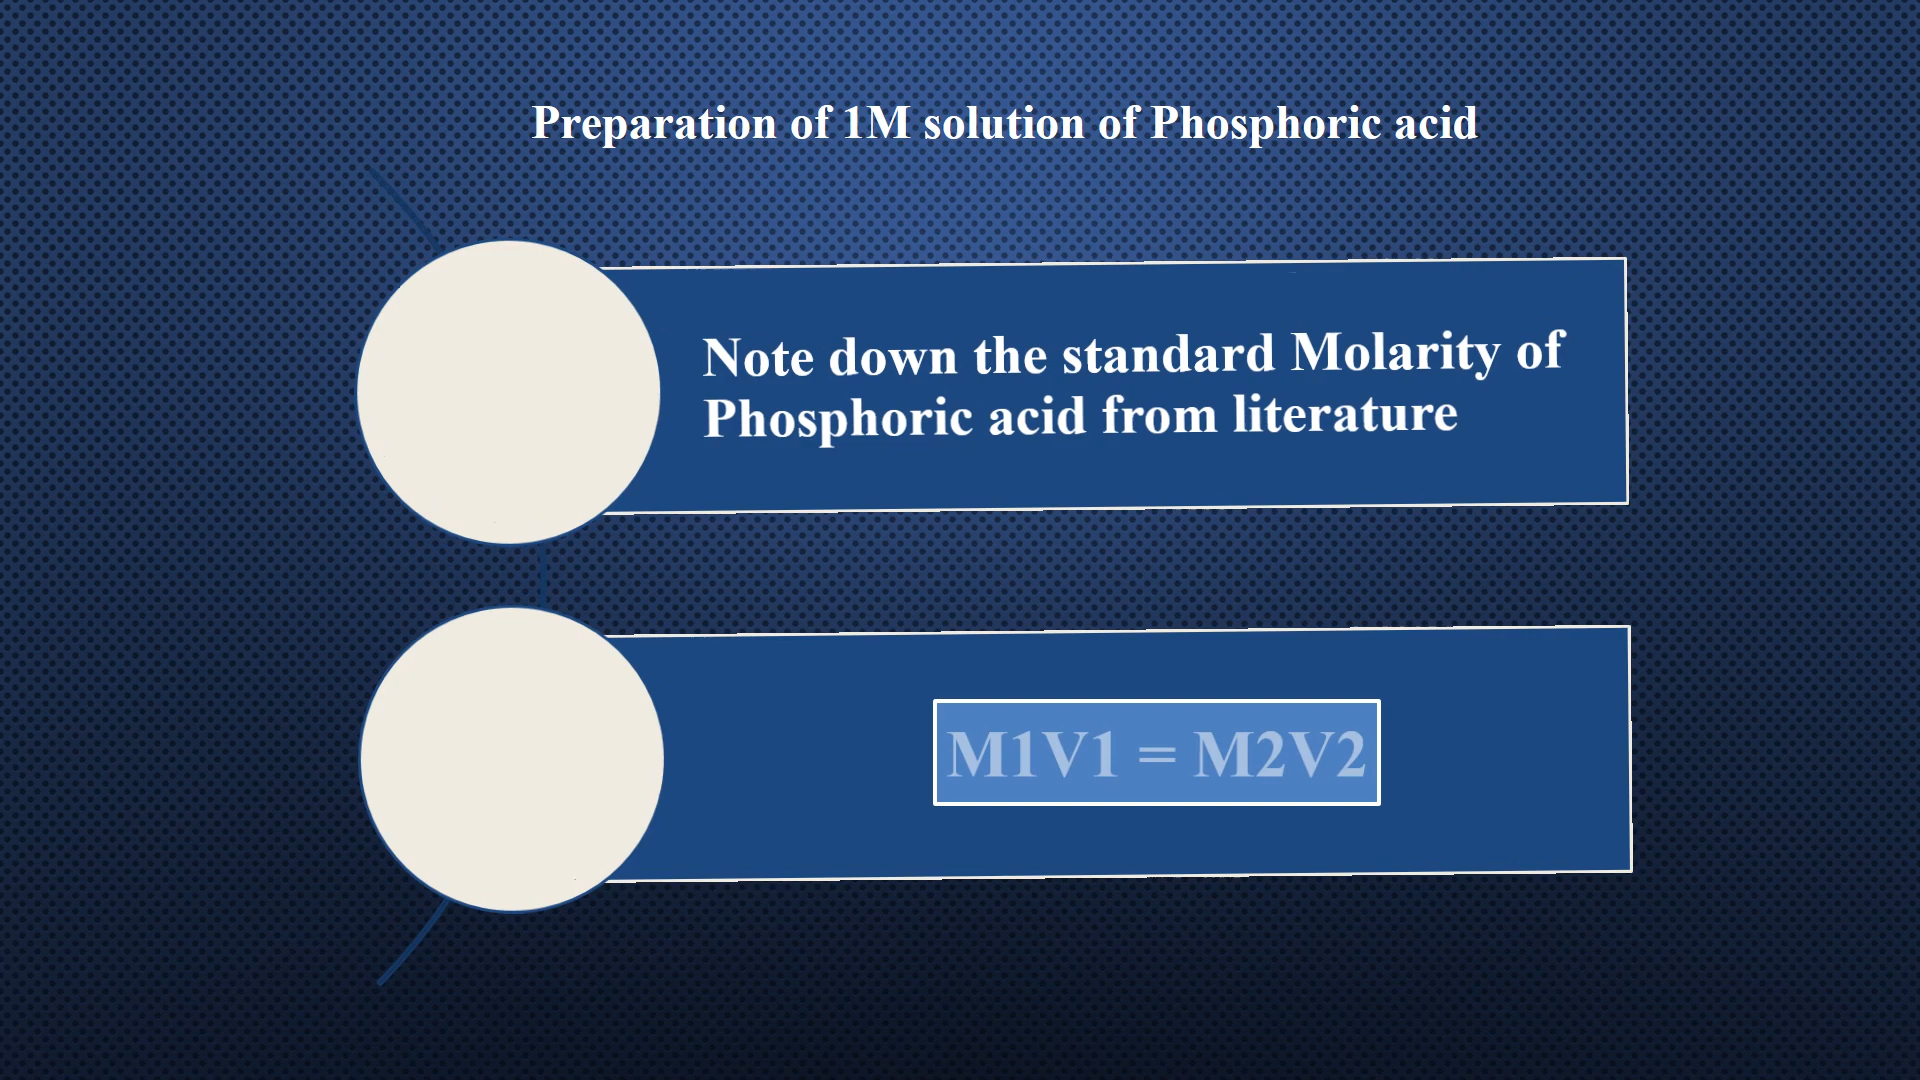 Preparation of 1M solution of Phosphoric acid
Note down the standard Molarity of
Phosphoric acid from literature
M1V1 = M2V2